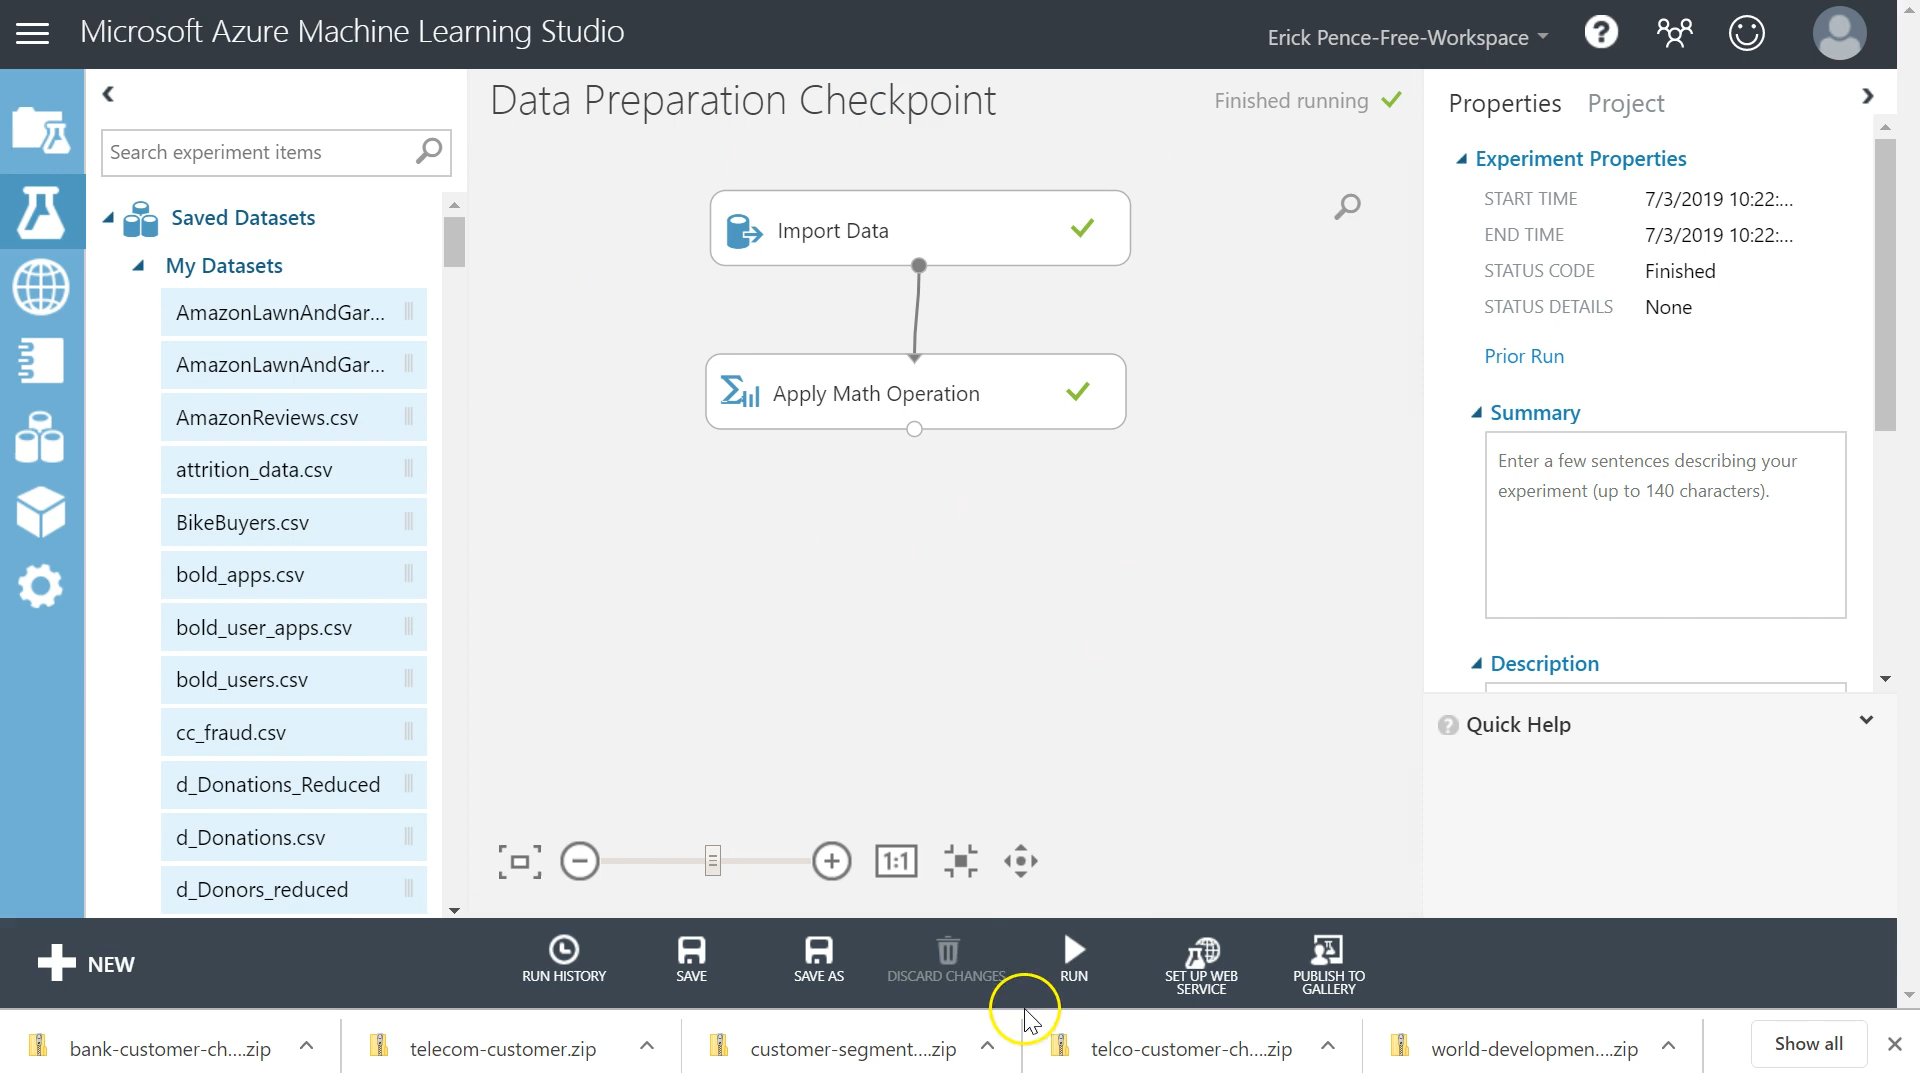 Microsoft Azure Machine Learning Studio
Erick Pence-Free-Workspace
Search experiment items
Saved Datasets
My Datasets
AmazonLawnAndGar...
AmazonLawnAndGar...
AmazonReviews.csv
attrition_data.csv
BikeBuyers.csv
bold_apps.csv
bold_user_apps.csv
bold_users.csv
cc_fraud.csv
d_Donations_Reduced
d_Donations.csv
d_Donors_reduced
Data Preparation Checkpoint
Finished running
Import Data
Apply Math Operation
1:1
Properties Project
Experiment Properties
START TIME 7/3/2019 10:22:...
END TIME 7/3/2019 10:22:...
STATUS CODE Finished
STATUS DETAILS None
Prior Run
Summary
Enter a few sentences describing your
experiment (up to 140 characters).
Description
Quick Help
NEW
RUN HISTORY
SAVE
SAVE AS
DISCARD CHANGES
RUN
SET UP WEB
SERVICE
PUBLISH TO
GALLERY
bank-customer-ch....zip
telecom-customer.zip
customer-segment....zip
telco-customer-ch....zip
world-developmen....zip
Show all